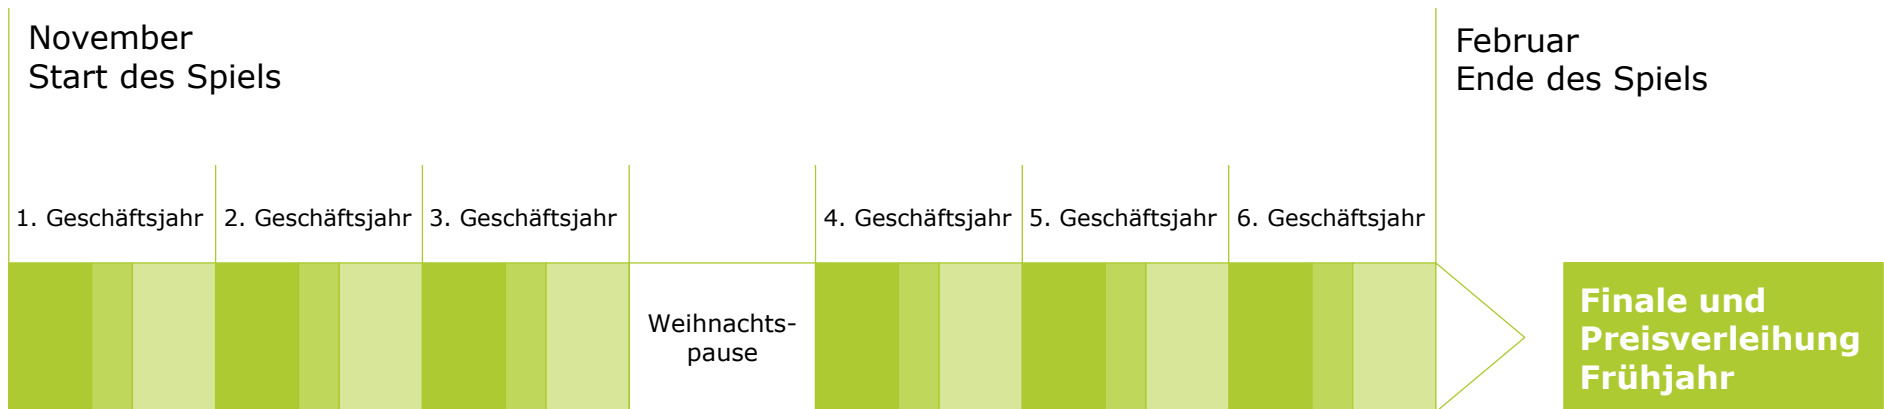 November
Start des Spiels
Februar
Ende des Spiels
1. Geschäftsjahr
2. Geschäftsjahr
3. Geschäftsjahr
4. Geschäftsjahr
5. Geschäftsjahr
6. Geschäftsjahr
Weihnachts-
pause
Finale und
Preisverleihung
Frühjahr